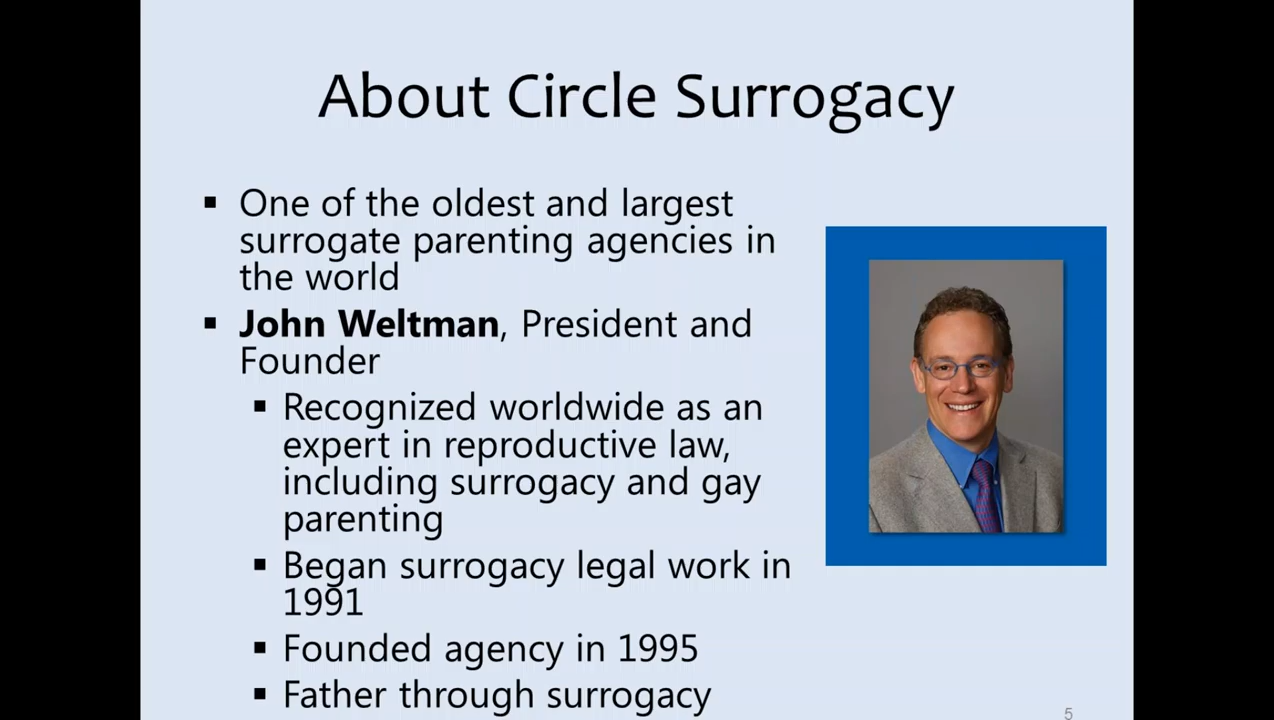 About Circle Surrogacy
▪ One of the oldest and largest
surrogate parenting agencies in
the world
▪ John Weltman, President and
Founder
▪ Recognized worldwide as an
expert in reproductive law,
including surrogacy and gay
parenting
▪ Began surrogacy legal work in
1991
▪ Founded agency in 1995
▪ Father through surrogacy
5